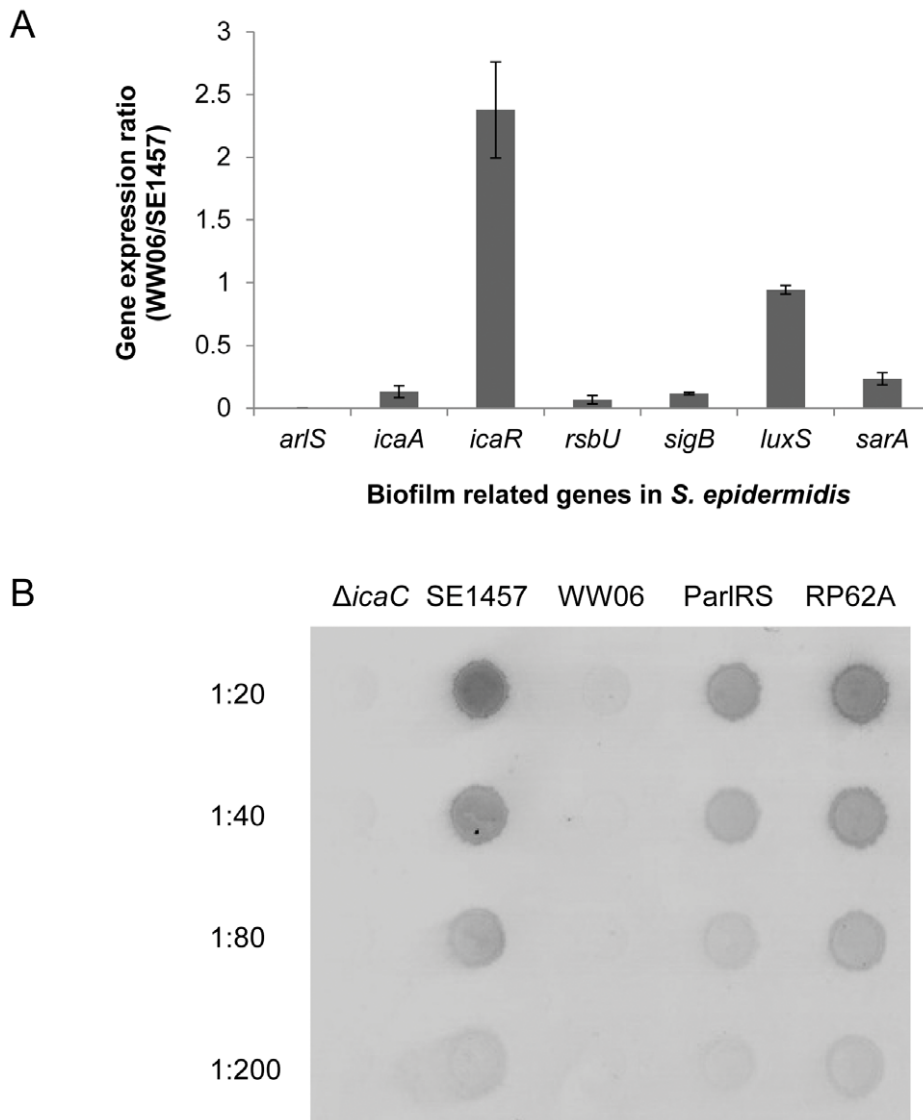 A
Gene expression ratio
(WW06/SE1457)
3
2.5
2
1.5
1
0.5
0
arlS icaA icaR rsbU sigB luxS sarA
Biofilm related genes in S. epidermidis
B
ΔicaC SE1457 WW06 ParlRS RP62A
1:20
1:40
1:80
1:200